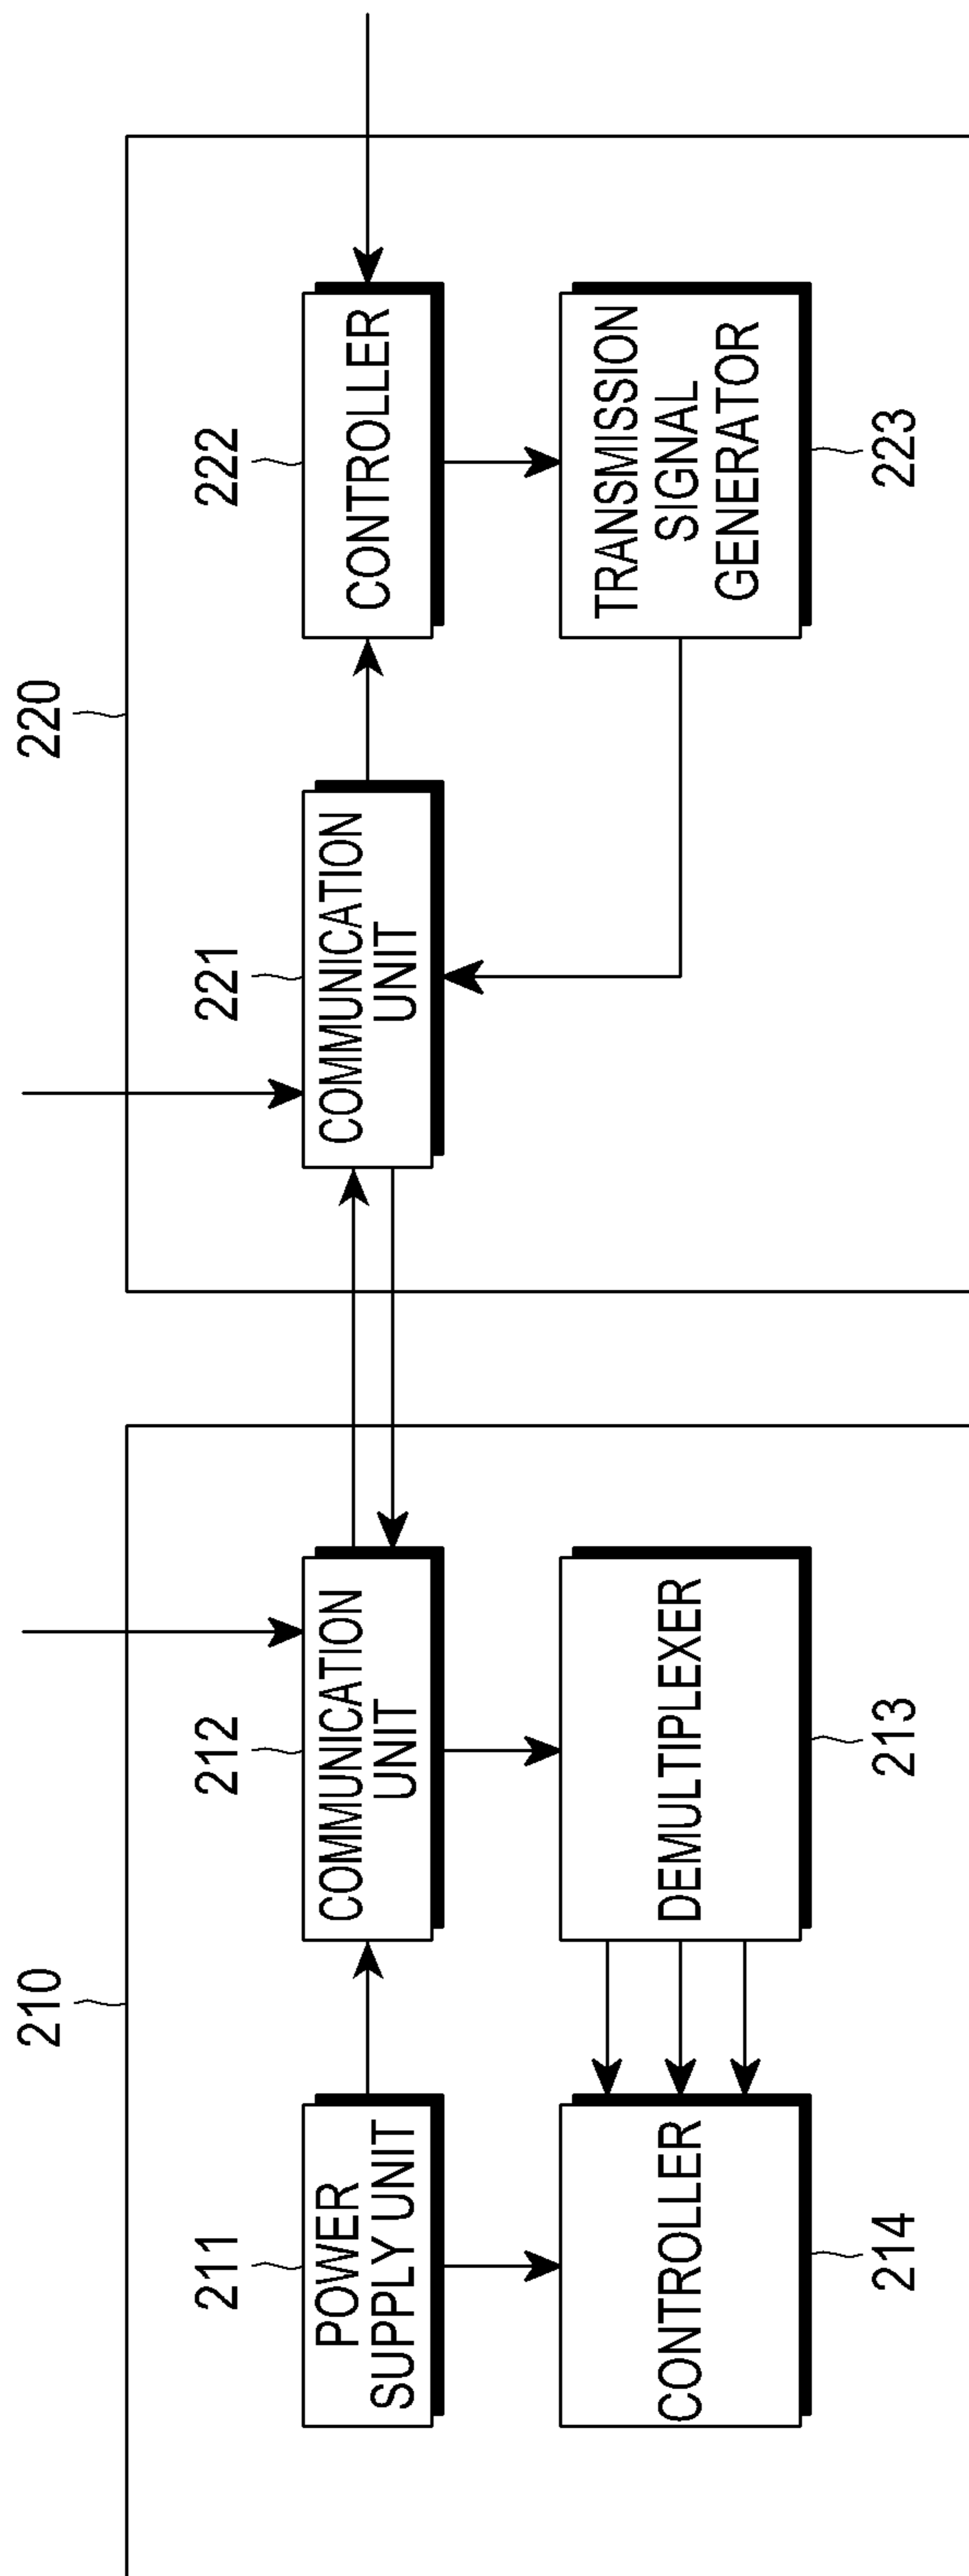 210
211
POWER
SUPPLY UNIT
212
COMMUNICATION
UNIT
214
CONTROLLER
213
DEMULTIPLEXER
220
221
COMMUNICATION
UNIT
222
CONTROLLER
223
TRANSMISSION
SIGNAL
GENERATOR